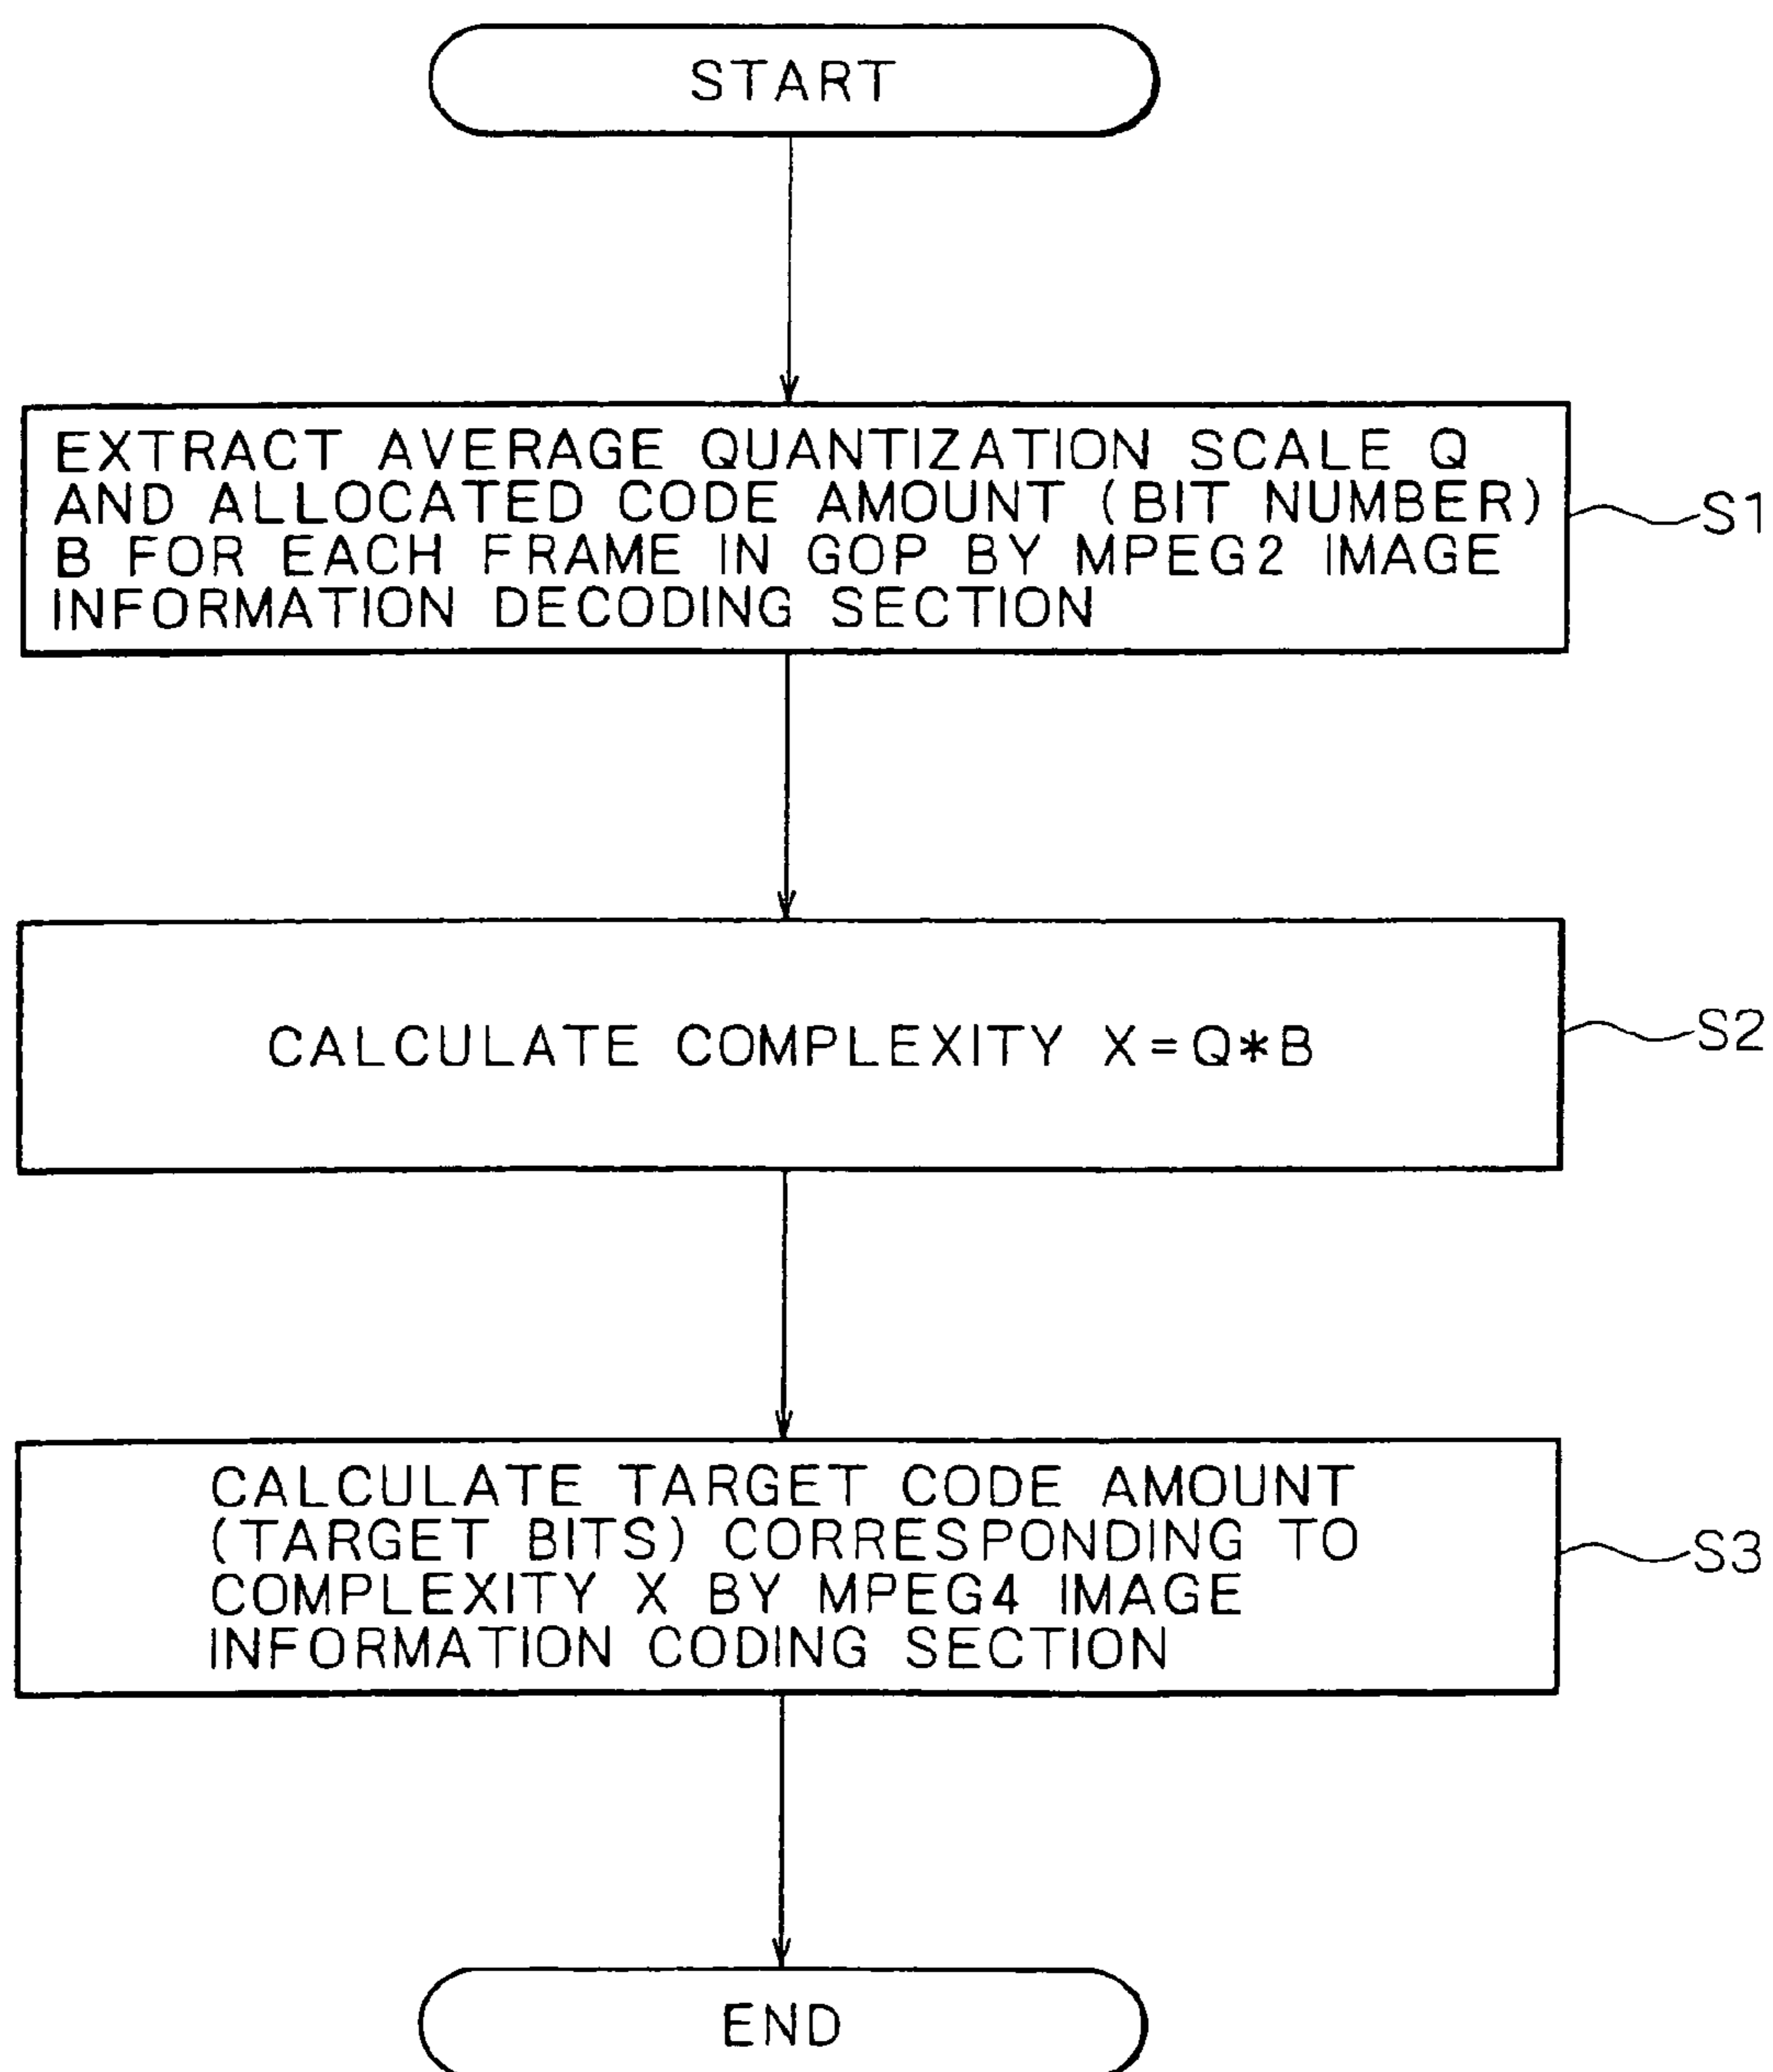 START
EXTRACT AVERAGE QUANTIZATION SCALE Q
AND ALLOCATED CODE AMOUNT (BIT NUMBER)
B FOR EACH FRAME IN GOP BY MPEG2 IMAGE
INFORMATION DECODING SECTION
S1
CALCULATE COMPLEXITY X=Q*B
S2
CALCULATE TARGET CODE AMOUNT
(TARGET BITS) CORRESPONDING TO
COMPLEXITY X BY MPEG4 IMAGE
INFORMATION CODING SECTION
S3
END